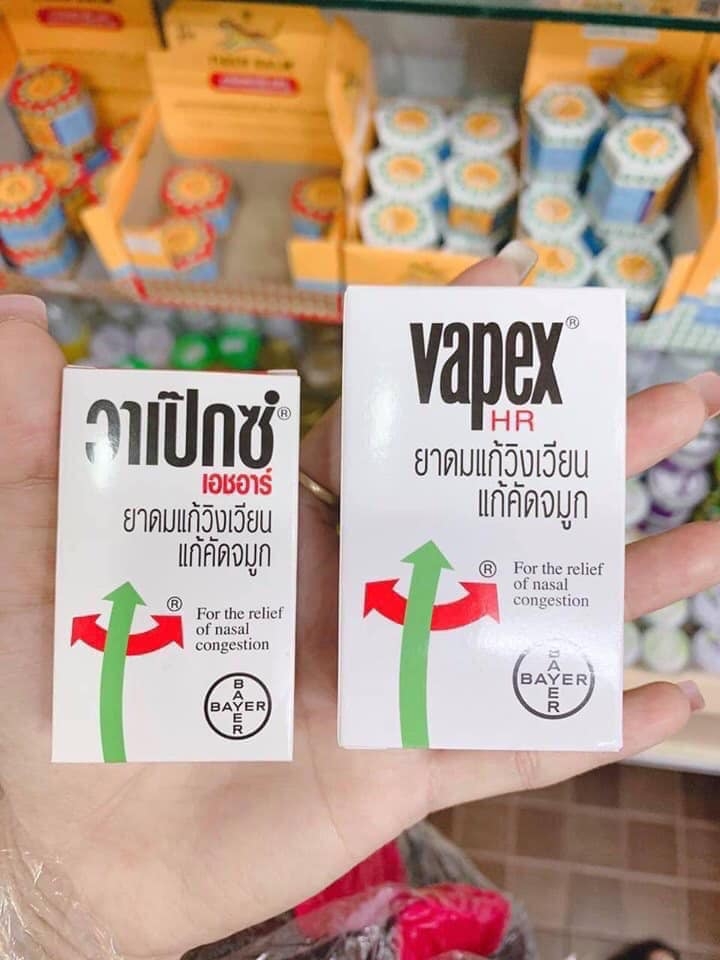 TIGER BALM
วาเป๊กซ์®
เอชอาร์
ยาดมแก้วิงเวียน
แก้คัดจมูก
®
For the relief
of nasal
congestion
BAYER
BAYER
vapex®
HR
ยาดมแก้วิงเวียน
แก้คัดจมูก
®
For the relief
of nasal
congestion
BAYER
BAYER